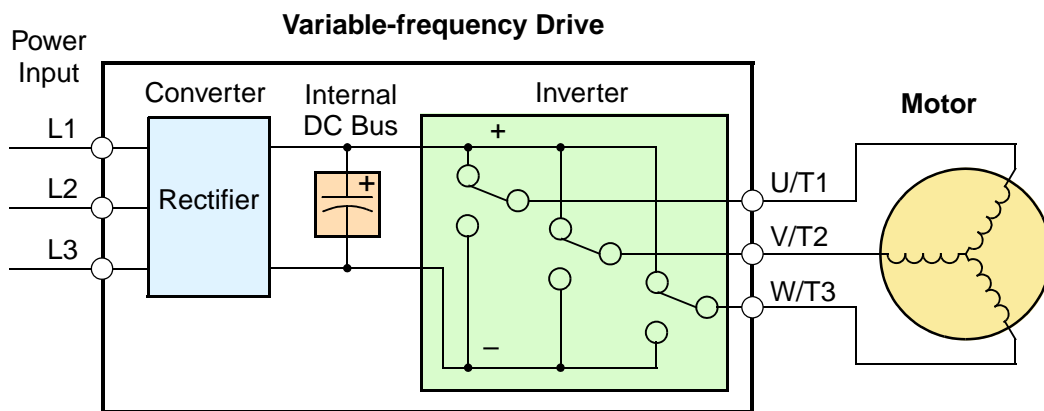 Variable-frequency Drive
Power
Input
Converter
Internal
DC Bus
Inverter
Motor
L1
L2
L3
Rectifier
+
+
–
U/T1
V/T2
W/T3